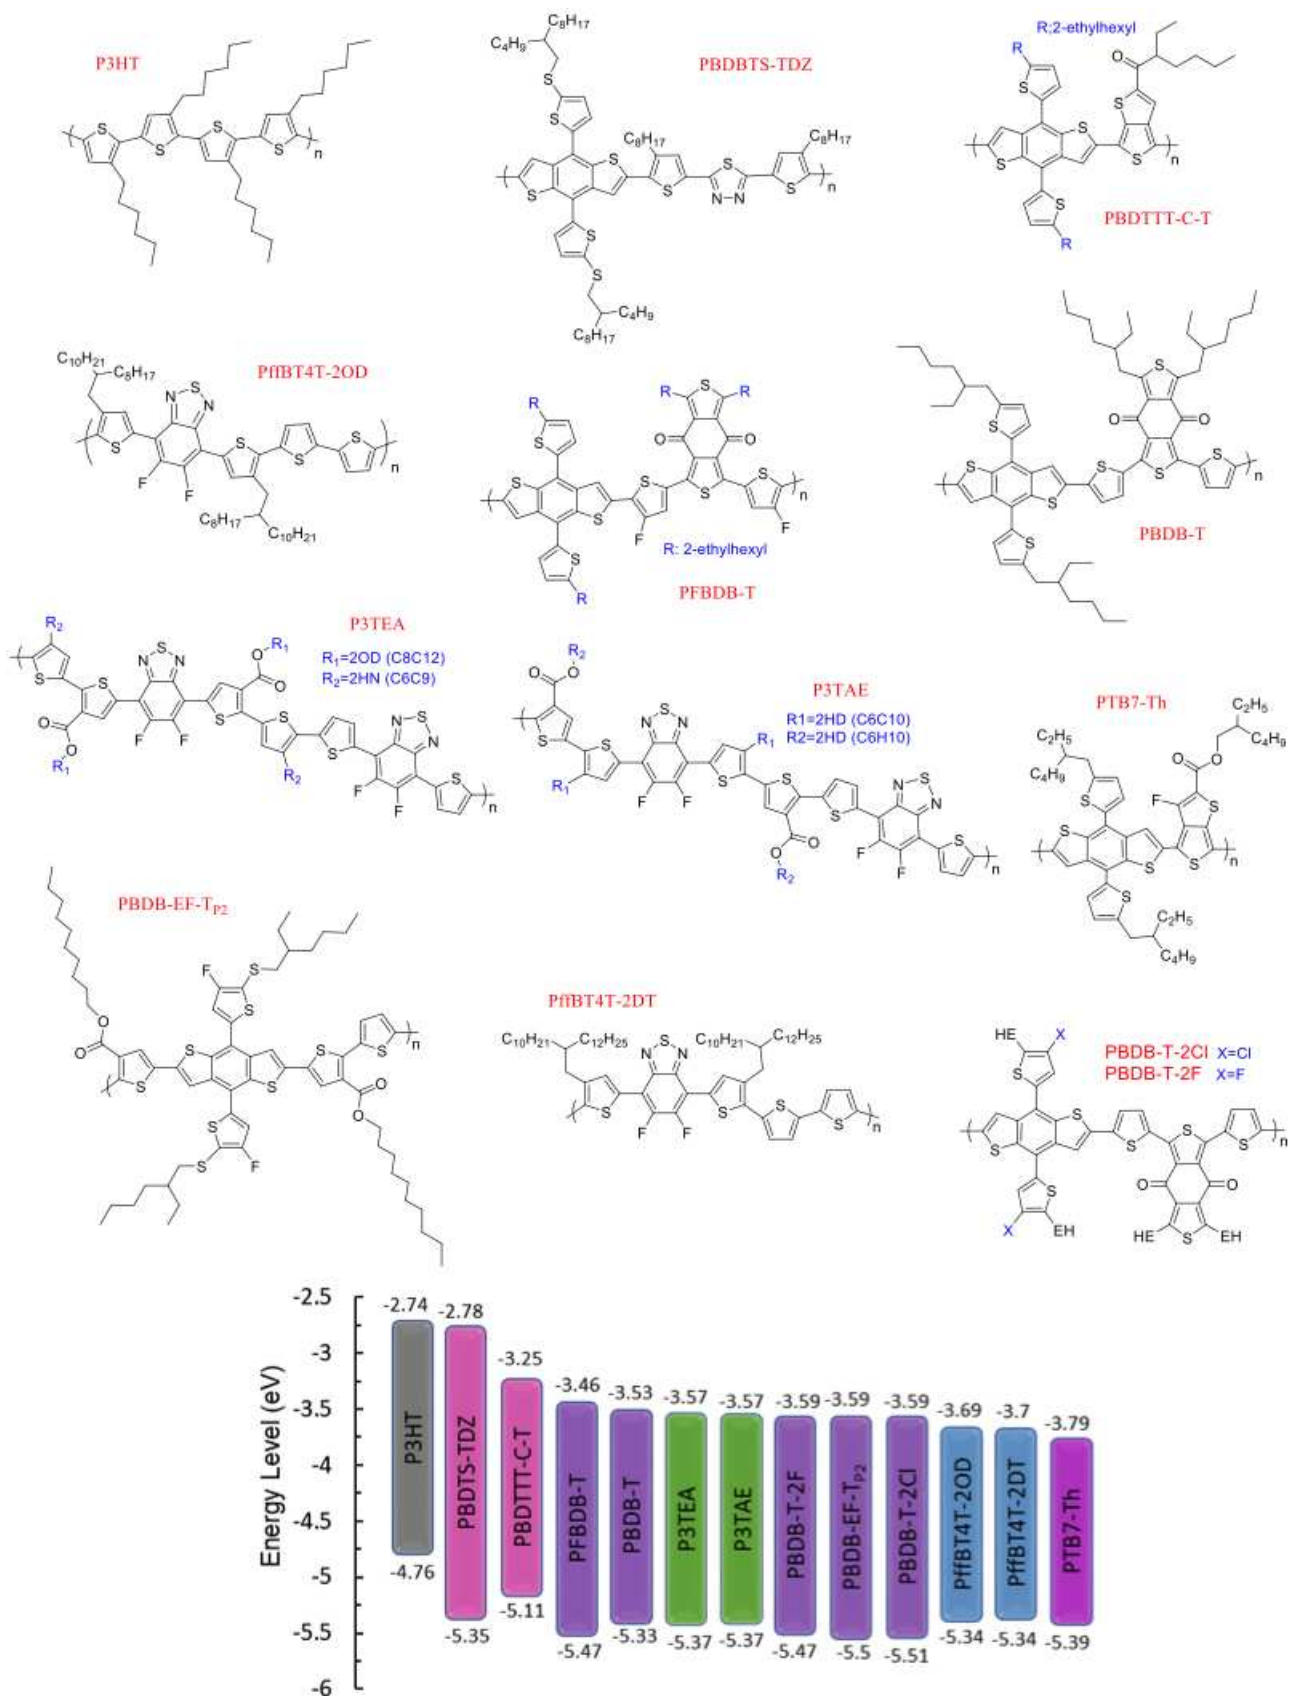 P3HT
n
C8H17
C4H9
S
S
PBDBTS-TDZ
C8H17
C8H17
N-N
n
C4H9
C8H17
R;2-ethylhexyl
R
O
S
n
R
PBDTTT-C-T
C10H21
C8H17
PffBT4T-2OD
N S N
S
F F
n
C8H17
C10H21
R
R S R
O O
S
n
F
F
R: 2-ethylhexyl
R
PFBDB-T
S
O O
S
n
PBDB-T
R2
P3TEA
R1=2OD (C8C12)
R2=2HN (C6C9)
N S N
O R1
O
F F
R1
R2
N S N
F F
n
R2
P3TAE
R1=2HD (C6C10)
R2=2HD (C6H10)
O O
N S N
R1
R1
F F
O O
R2
N S N
F F
n
PTB7-Th
C2H5
C4H9
C2H5
C4H9
O O
F
S
n
C2H5
C4H9
PBDB-EF-TP2
F
S
O
O
S
n
O
O
S
F
PffBT4T-2DT
C10H21
C12H25
C10H21
C12H25
N S N
F F
S
n
HE
X
PBDB-T-2Cl X=Cl
PBDB-T-2F X=F
S
n
O O
X
EH
HE
S
EH
Energy Level (eV)
-2.5
-3
-3.5
-4
-4.5
-5
-5.5
-6
-2.74
P3HT
-4.76
-2.78
PBDTS-TDZ
-5.35
-3.25
PBDTTT-C-T
-5.11
-3.46
PFBDB-T
-5.47
-3.53
PBDB-T
-5.33
-3.57
P3TEA
-5.37
-3.57
P3TAE
-5.37
-3.59
PBDB-T-2F
-5.47
-3.59
PBDB-EF-TP2
-5.5
-3.59
PBDB-T-2Cl
-5.51
-3.69
PffBT4T-2OD
-5.34
-3.7
PffBT4T-2DT
-5.34
-3.79
PTB7-Th
-5.39